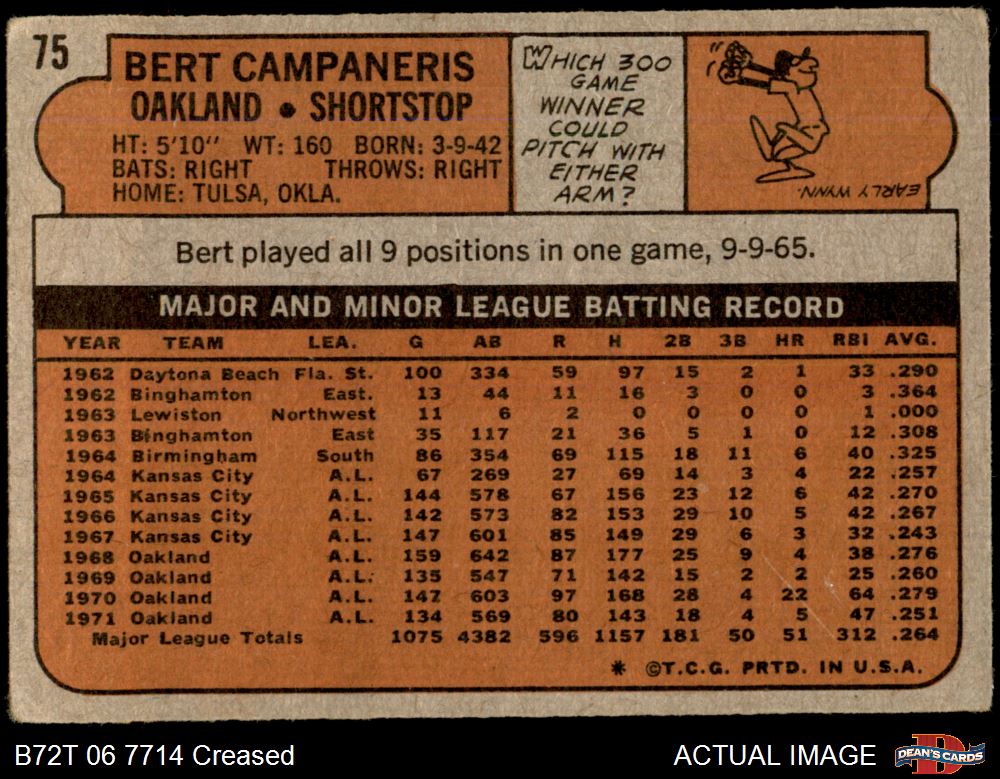 75
BERT CAMPANERIS
OAKLAND • SHORTSTOP
HT: 5'10" WT: 160 BORN: 3-9-42
BATS: RIGHT THROWS: RIGHT
HOME: TULSA, OKLA.
WHICH 300
GAME
WINNER
COULD
PITCH WITH
EITHER
ARM?
EARLY WYNN.
Bert played all 9 positions in one game, 9-9-65.
MAJOR AND MINOR LEAGUE BATTING RECORD
YEAR TEAM LEA. G AB R H 2B 3B HR RBI AVG.
1962 Daytona Beach Fla. St. 100 334 59 97 15 2 1 33 .290
1962 Binghamton East. 13 44 11 16 3 0 0 3 .364
1963 Lewiston Northwest 11 6 2 0 0 0 0 1 .000
1963 Binghamton East 35 117 21 36 5 1 0 12 .308
1964 Birmingham South 86 354 69 115 18 11 6 40 .325
1964 Kansas City A.L. 67 269 27 69 14 3 4 22 .257
1965 Kansas City A.L. 144 578 67 156 23 12 6 42 .270
1966 Kansas City A.L. 142 573 82 153 29 10 5 42 .267
1967 Kansas City A.L. 147 601 85 149 29 6 3 32 .243
1968 Oakland A.L. 159 642 87 177 25 9 4 38 .276
1969 Oakland A.L. 135 547 71 142 15 2 2 25 .260
1970 Oakland A.L. 147 603 97 168 28 4 22 64 .279
1971 Oakland A.L. 134 569 80 143 18 4 5 47 .251
Major League Totals 1075 4382 596 1157 181 50 51 312 .264
* ©T.C.G. PRTD. IN U.S.A.
B72T 06 7714 Creased
ACTUAL IMAGE
DEAN'S CARDS